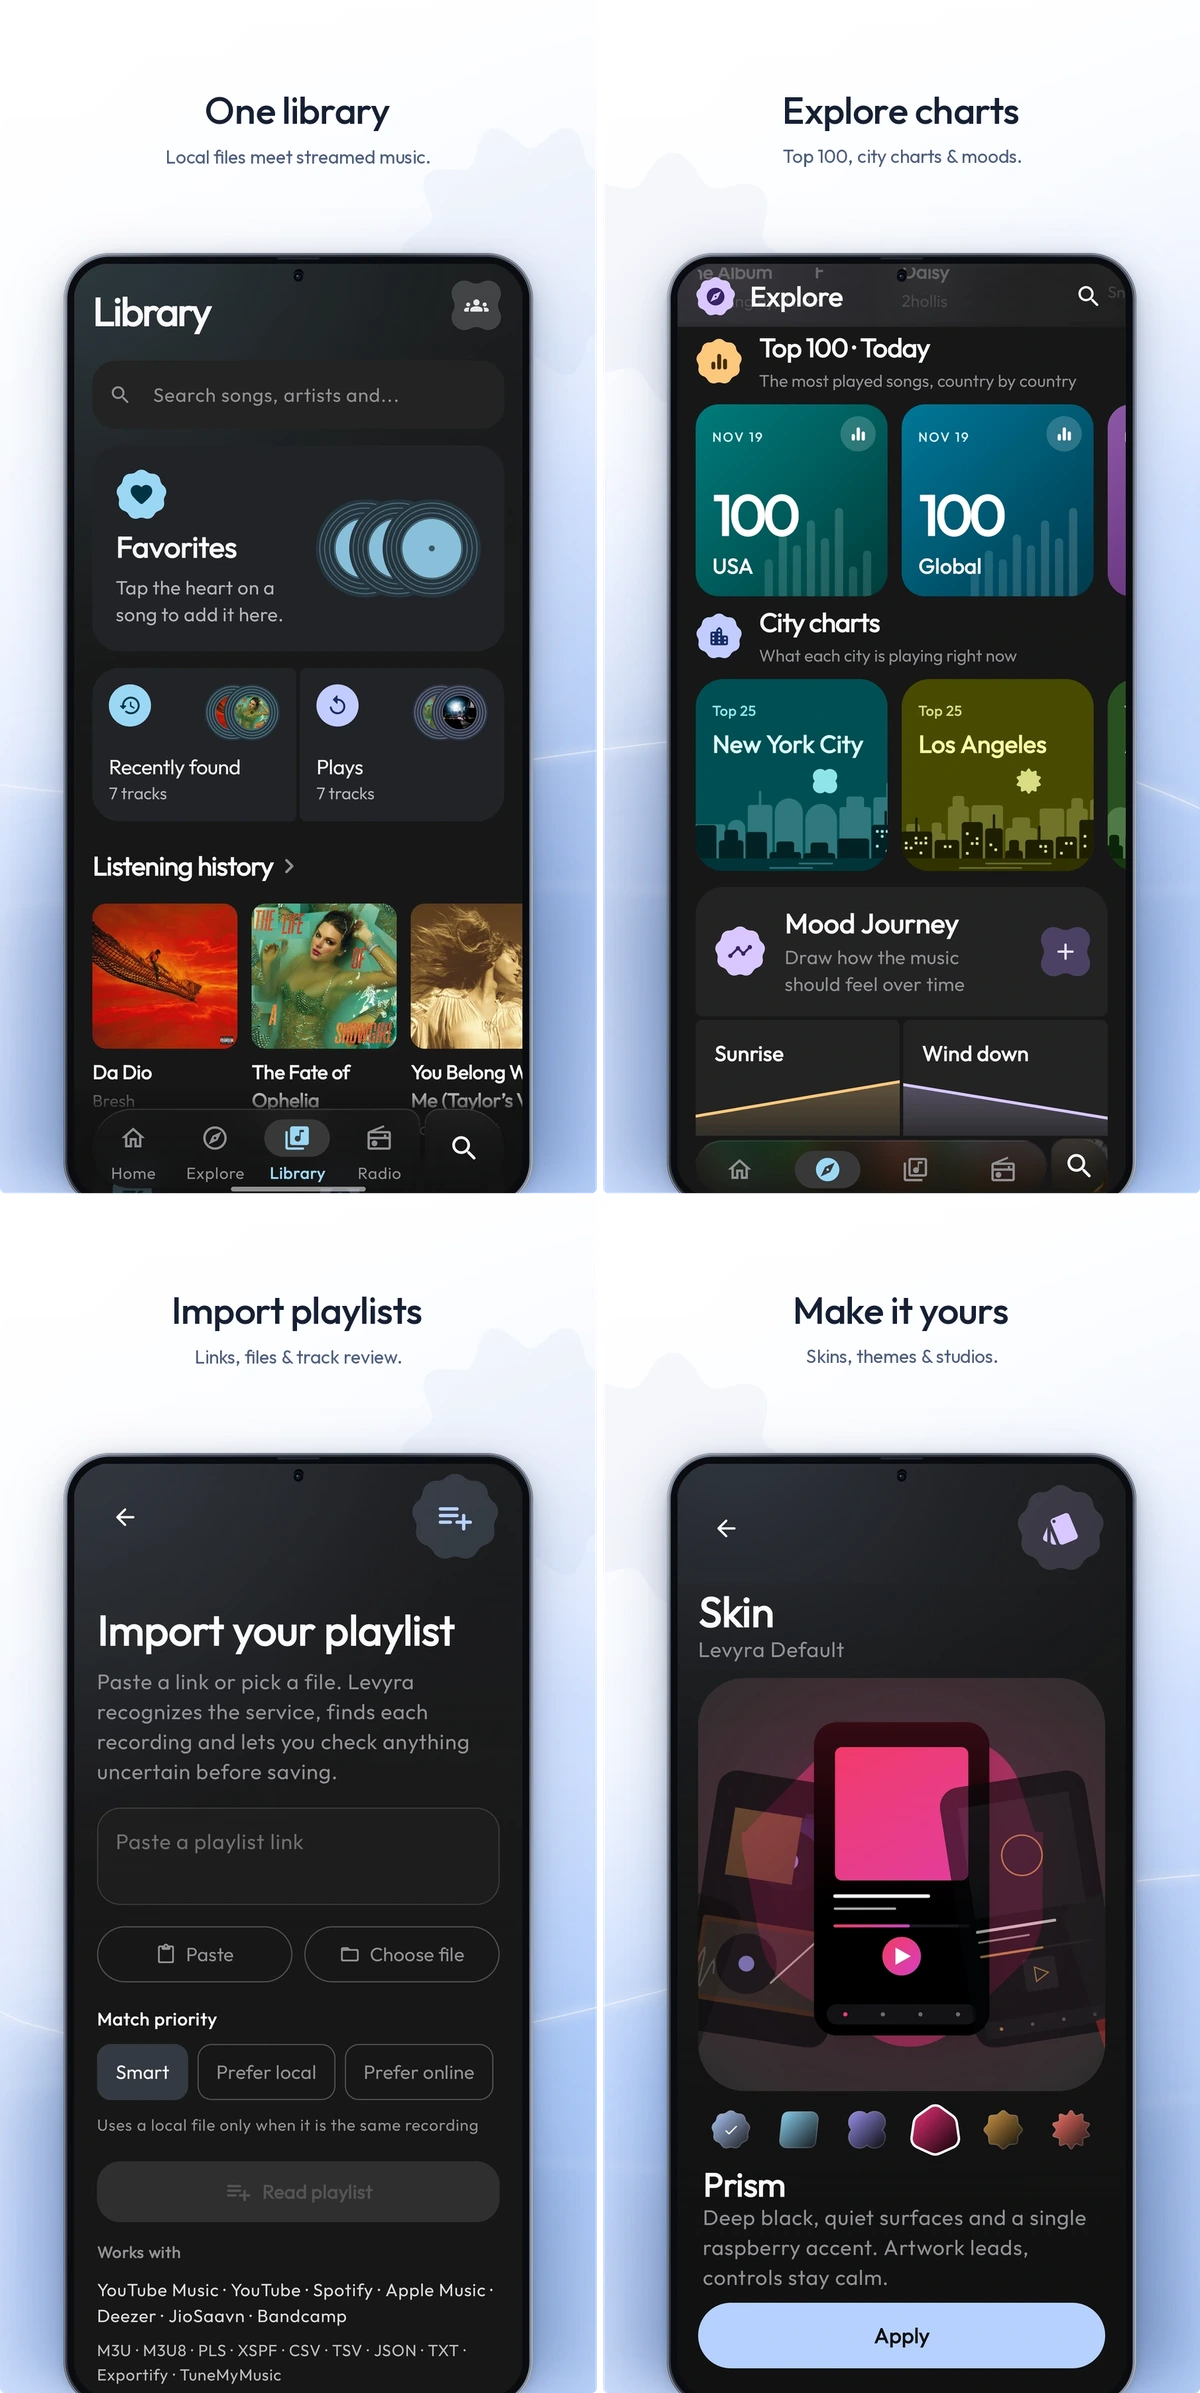 One library
Local files meet streamed music.
Library
Search songs, artists and...
Favorites
Tap the heart on a
song to add it here.
Recently found
7 tracks
Plays
7 tracks
Listening history
THE LIFE
OF
A
SHOWGIRL
Da Dio
Bresh
The Fate of
Ophelia
You Belong W
Me (Taylor's V
Home
Explore
Library
Radio
Explore charts
Top 100, city charts & moods.
e Album
Daisy
2hollis
Sn
Explore
Top 100 · Today
The most played songs, country by country
NOV 19
100
USA
NOV 19
100
Global
City charts
What each city is playing right now
Top 25
New York City
Top 25
Los Angeles
Mood Journey
Draw how the music
should feel over time
Sunrise
Wind down
Import playlists
Links, files & track review.
Import your playlist
Paste a link or pick a file. Levyra
recognizes the service, finds each
recording and lets you check anything
uncertain before saving.
Paste a playlist link
Paste
Choose file
Match priority
Smart
Prefer local
Prefer online
Uses a local file only when it is the same recording
Read playlist
Works with
YouTube Music · YouTube · Spotify · Apple Music ·
Deezer · JioSaavn · Bandcamp
M3U · M3U8 · PLS · XSPF · CSV · TSV · JSON · TXT ·
Exportify · TuneMyMusic
Make it yours
Skins, themes & studios.
Skin
Levyra Default
Prism
Deep black, quiet surfaces and a single
raspberry accent. Artwork leads,
controls stay calm.
Apply